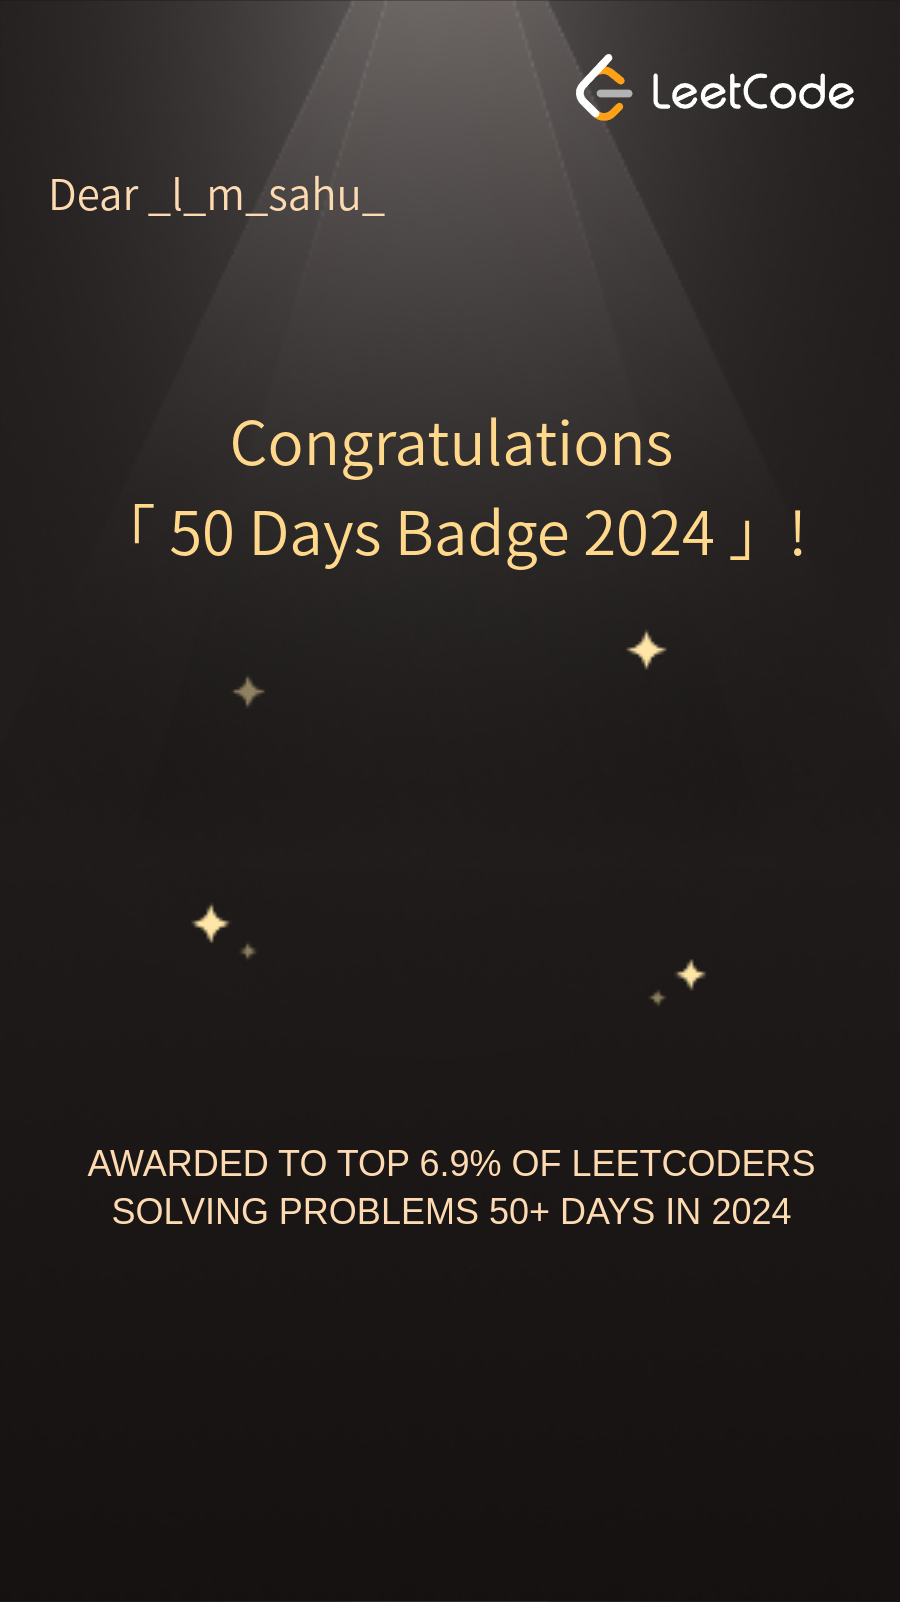 LeetCode
Dear _l_m_sahu_
Congratulations
「 50 Days Badge 2024 」!
AWARDED TO TOP 6.9% OF LEETCODERS
SOLVING PROBLEMS 50+ DAYS IN 2024